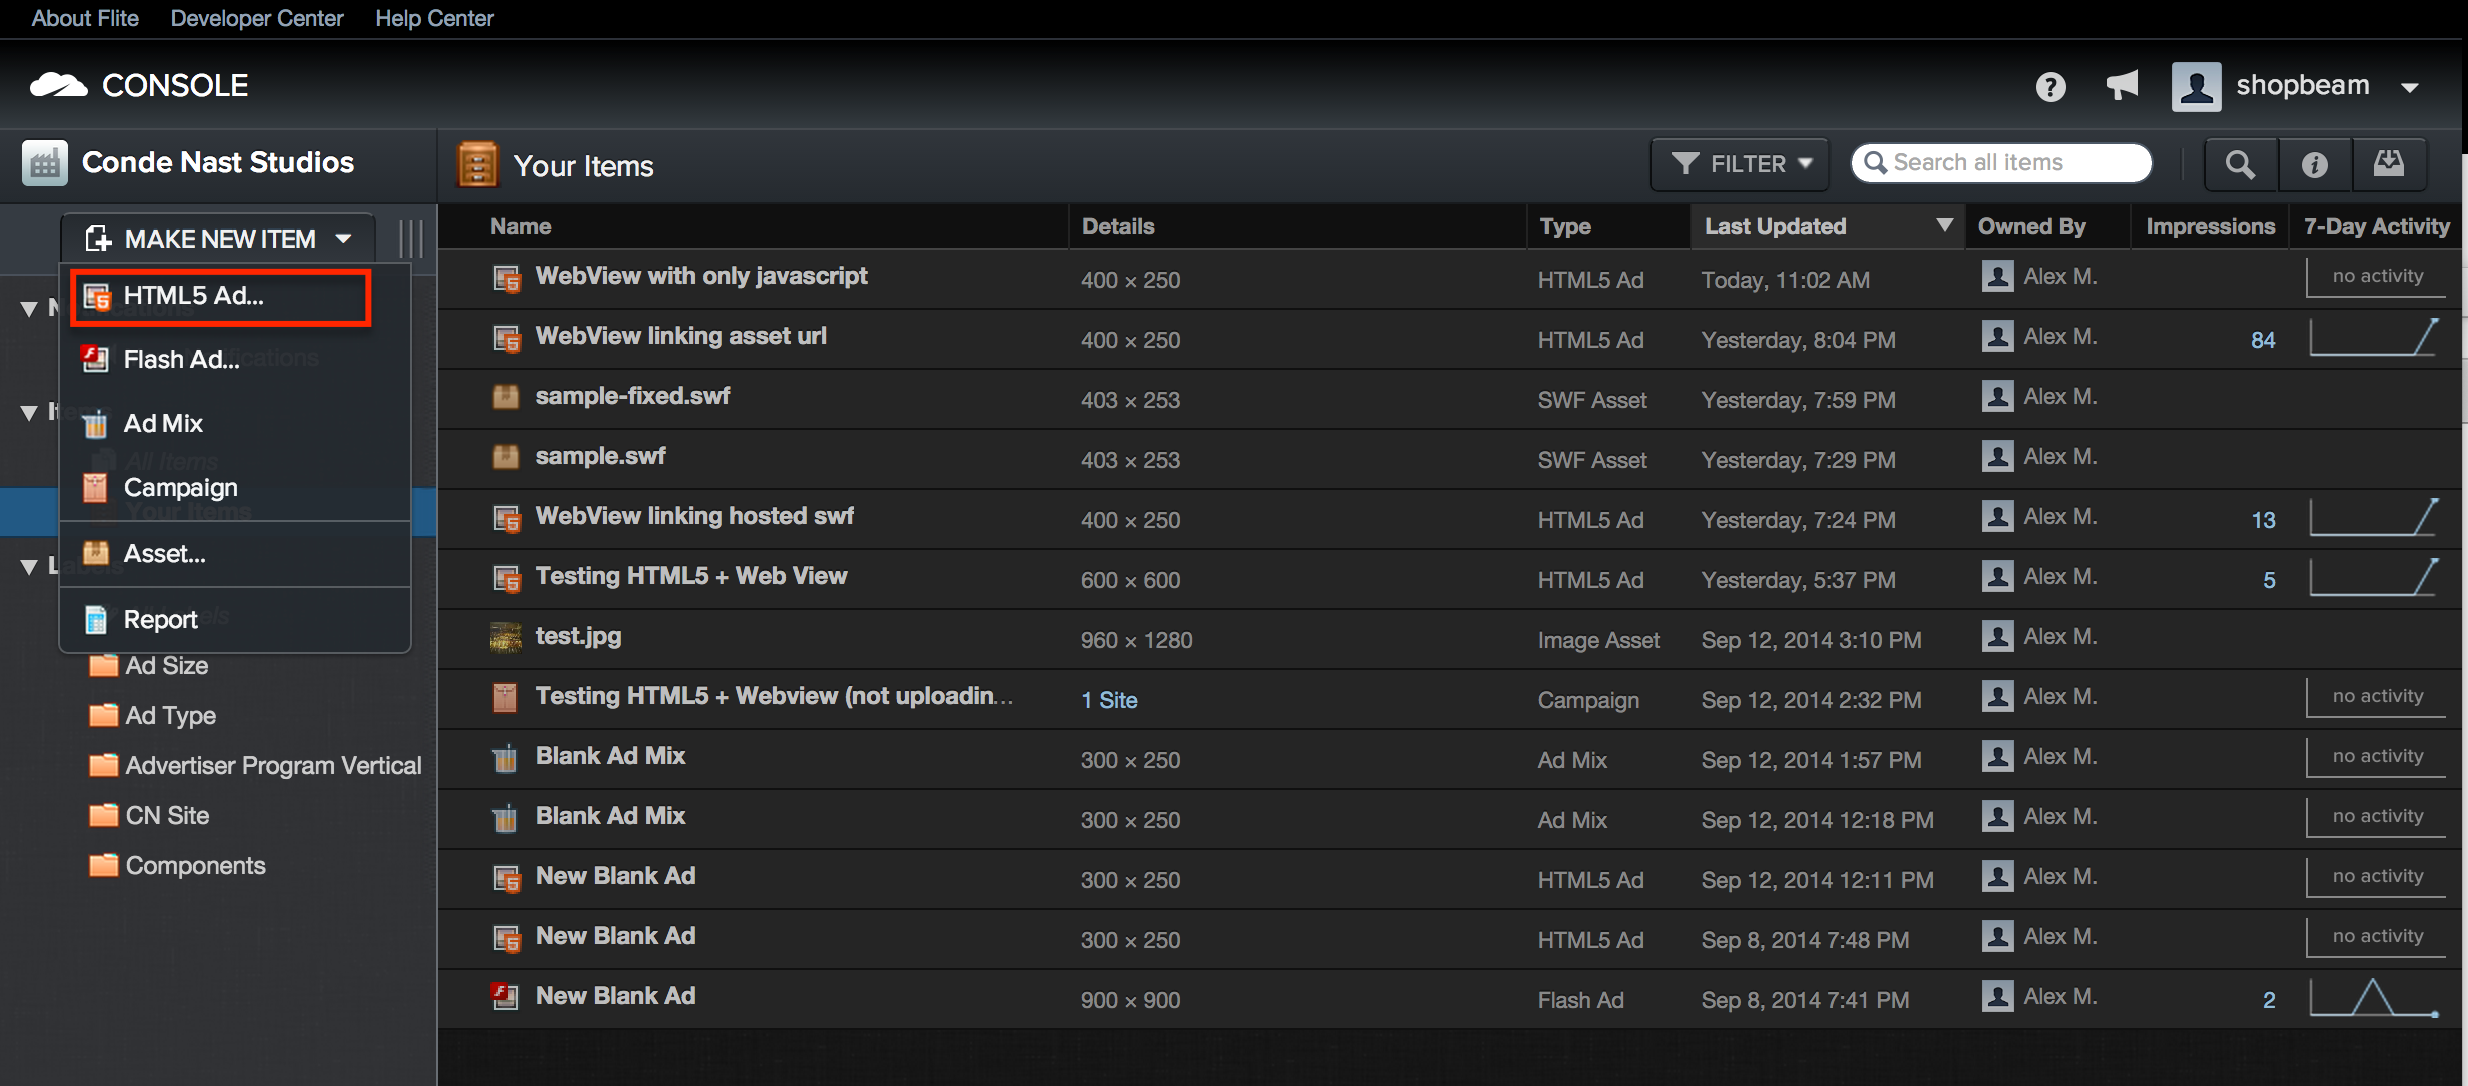 About Flite Developer Center Help Center
CONSOLE
shopbeam
Conde Nast Studios
Your Items
FILTER
Search all items
MAKE NEW ITEM
HTML5 Ad...
Flash Ad...
Ad Mix
All Items
Campaign
Your Items
Asset...
Report
Ad Size
Ad Type
Advertiser Program Vertical
CN Site
Components
Name Details Type Last Updated Owned By Impressions 7-Day Activity
WebView with only javascript 400 × 250 HTML5 Ad Today, 11:02 AM Alex M. no activity
WebView linking asset url 400 × 250 HTML5 Ad Yesterday, 8:04 PM Alex M. 84
sample-fixed.swf 403 × 253 SWF Asset Yesterday, 7:59 PM Alex M.
sample.swf 403 × 253 SWF Asset Yesterday, 7:29 PM Alex M.
WebView linking hosted swf 400 × 250 HTML5 Ad Yesterday, 7:24 PM Alex M. 13
Testing HTML5 + Web View 600 × 600 HTML5 Ad Yesterday, 5:37 PM Alex M. 5
test.jpg 960 × 1280 Image Asset Sep 12, 2014 3:10 PM Alex M.
Testing HTML5 + Webview (not uploadin... 1 Site Campaign Sep 12, 2014 2:32 PM Alex M. no activity
Blank Ad Mix 300 × 250 Ad Mix Sep 12, 2014 1:57 PM Alex M. no activity
Blank Ad Mix 300 × 250 Ad Mix Sep 12, 2014 12:18 PM Alex M. no activity
New Blank Ad 300 × 250 HTML5 Ad Sep 12, 2014 12:11 PM Alex M. no activity
New Blank Ad 300 × 250 HTML5 Ad Sep 8, 2014 7:48 PM Alex M. no activity
New Blank Ad 900 × 900 Flash Ad Sep 8, 2014 7:41 PM Alex M. 2